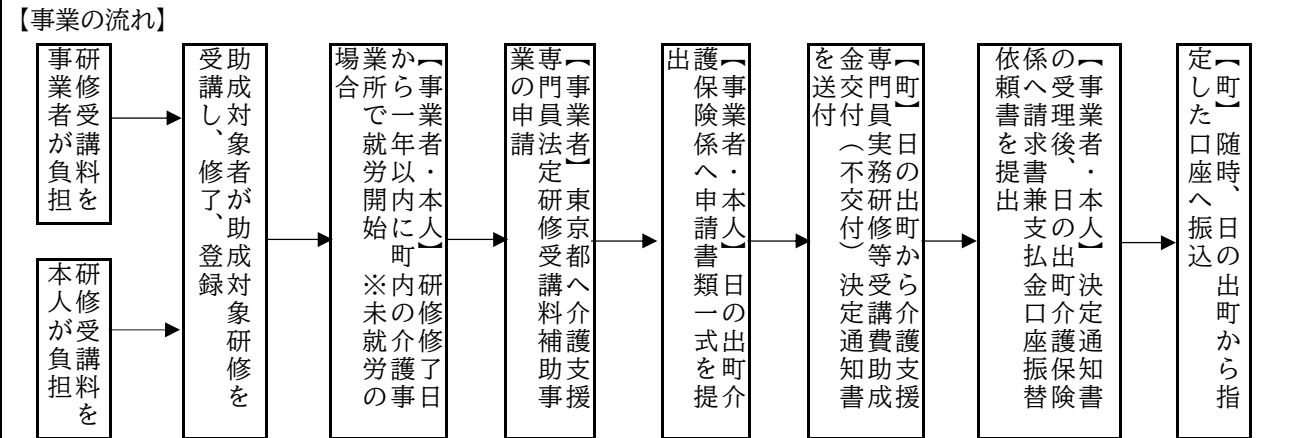 【事業の流れ】
研修受講料を
事業者が負担
研修受講料を
本人が負担
助成対象者が助成対象研修を
受講し、修了、登録
【事業者・本人】研修修了日
から一年以内に町内の介護事
業所で就労開始 ※未就労の
場合
【事業者】東京都へ介護支援
専門員法定研修受講料補助事
業の申請
【事業者・本人】日の出町介
護保険係へ申請書類一式を提
出
【町】日の出町から介護支援
専門員実務研修等受講費助成
金交付（不交付）決定通知書
を送付
【事業者・本人】決定通知書
の受理後、日の出町介護保険
係へ請求書兼支払金口座振替
依頼書を提出
【町】随時、日の出町から指
定した口座へ振込